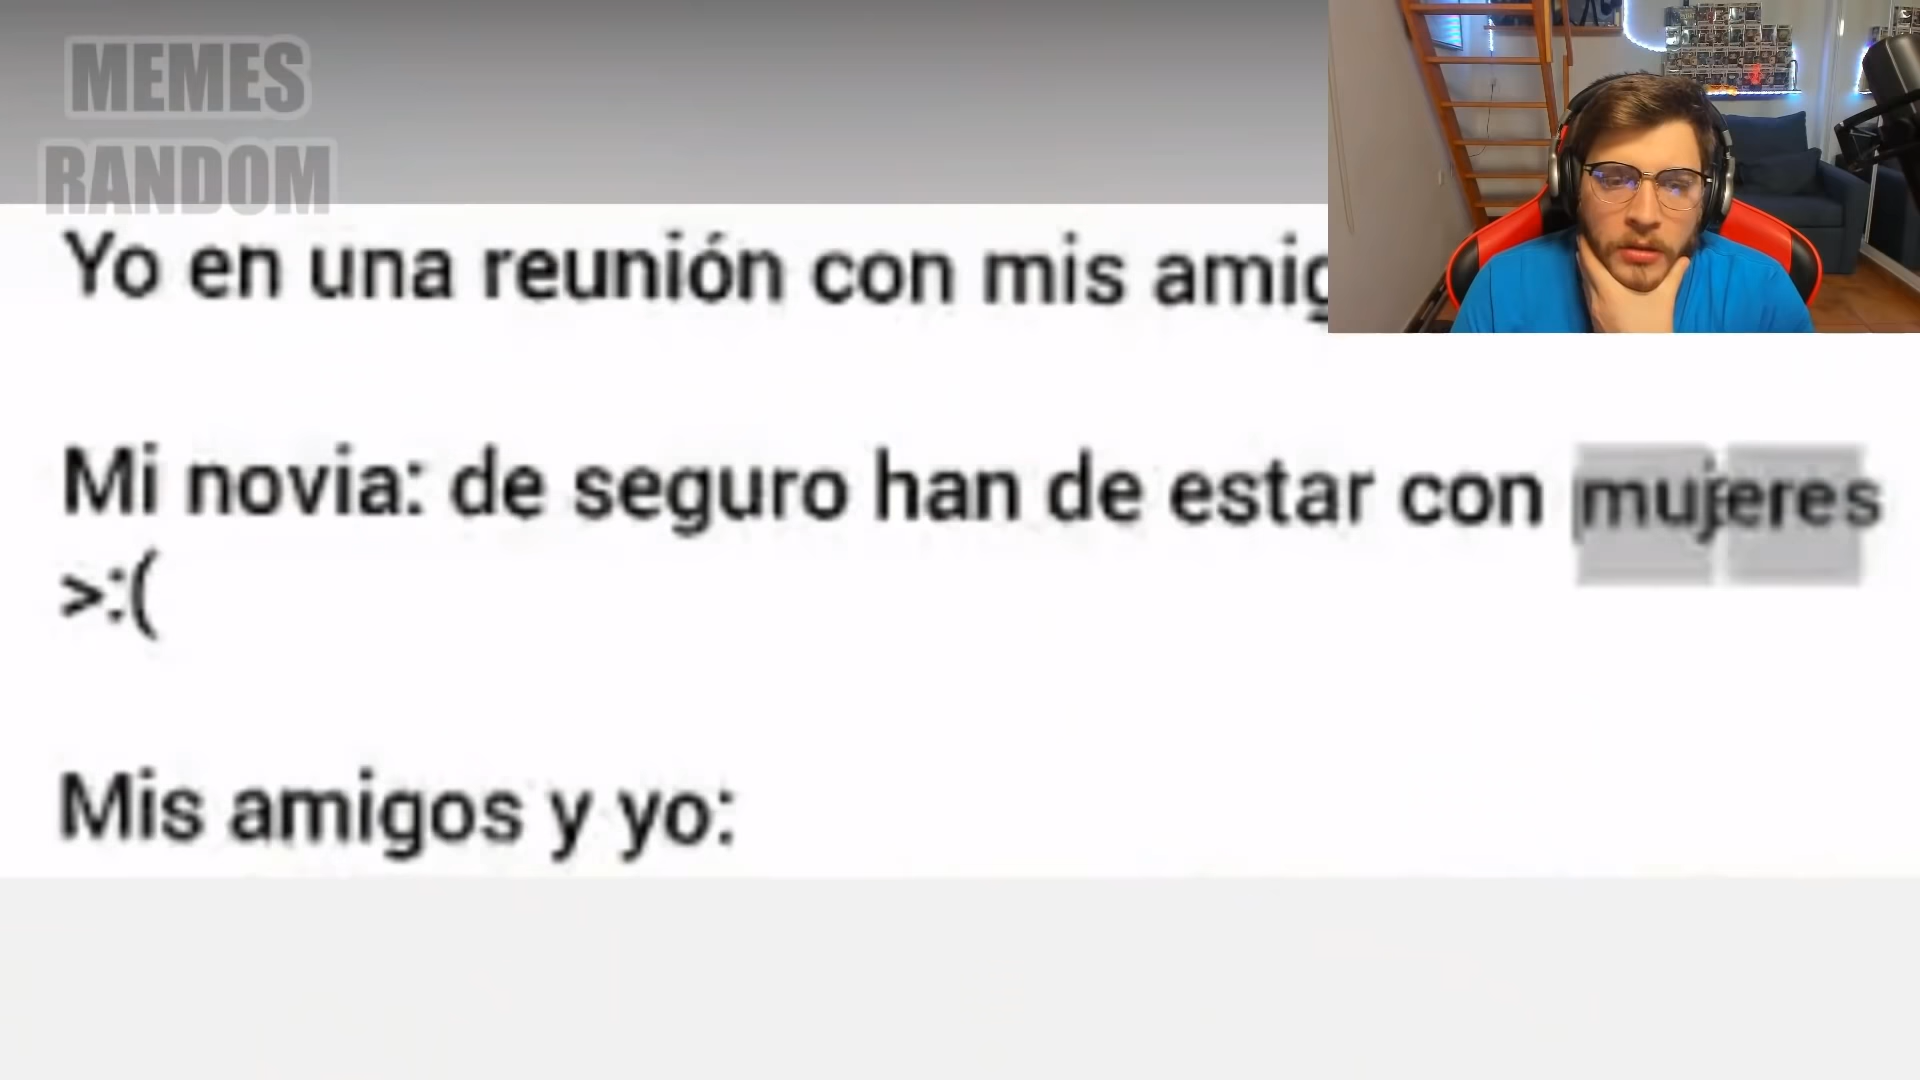 MEMES
RANDOM
Yo en una reunión con mis amig
Mi novia: de seguro han de estar con mujeres
>:(
Mis amigos y yo: